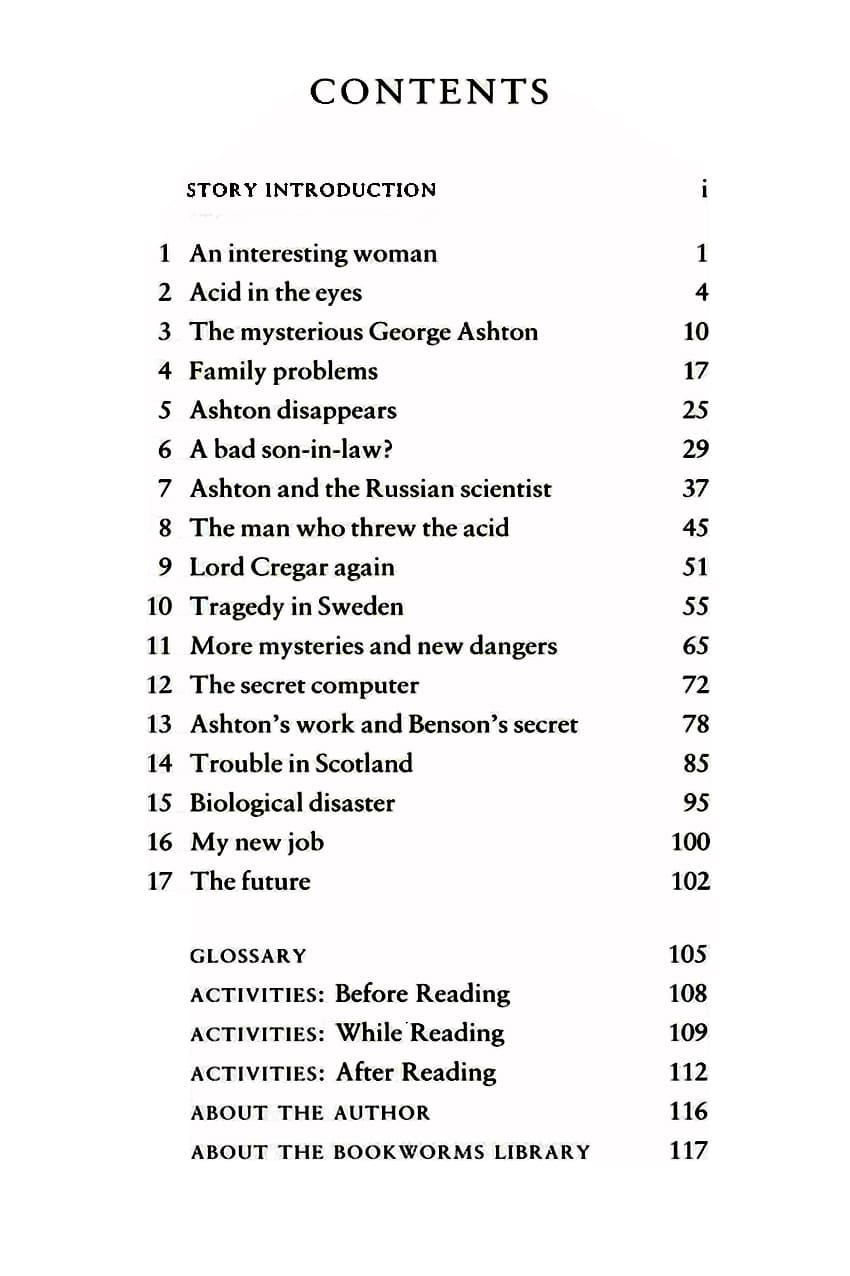 CONTENTS
STORY INTRODUCTION i
1 An interesting woman 1
2 Acid in the eyes 4
3 The mysterious George Ashton 10
4 Family problems 17
5 Ashton disappears 25
6 A bad son-in-law? 29
7 Ashton and the Russian scientist 37
8 The man who threw the acid 45
9 Lord Cregar again 51
10 Tragedy in Sweden 55
11 More mysteries and new dangers 65
12 The secret computer 72
13 Ashton’s work and Benson’s secret 78
14 Trouble in Scotland 85
15 Biological disaster 95
16 My new job 100
17 The future 102
GLOSSARY 105
ACTIVITIES: Before Reading 108
ACTIVITIES: While Reading 109
ACTIVITIES: After Reading 112
ABOUT THE AUTHOR 116
ABOUT THE BOOKWORMS LIBRARY 117